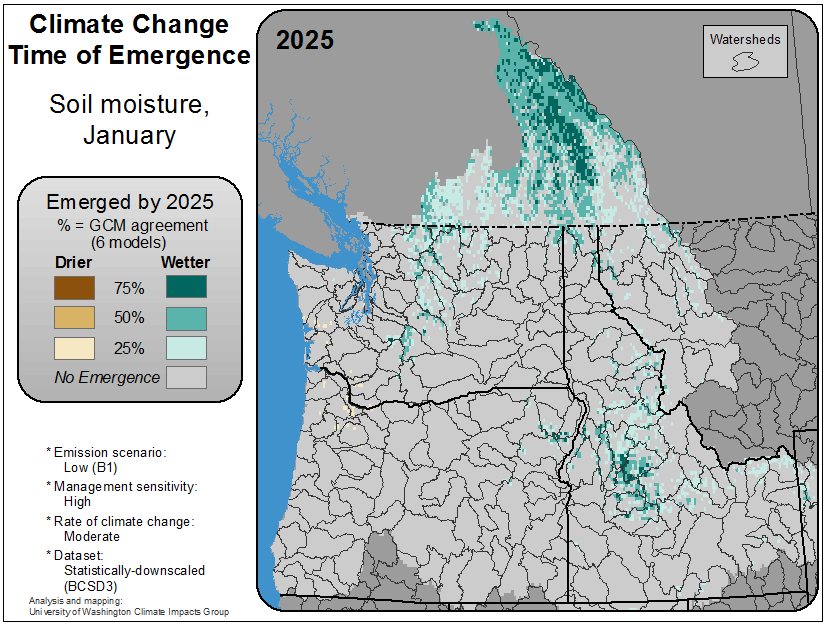 Climate Change
Time of Emergence
Soil moisture,
January
Emerged by 2025
% = GCM agreement
(6 models)
Drier Wetter
75%
50%
25%
No Emergence
* Emission scenario:
Low (B1)
* Management sensitivity:
High
* Rate of climate change:
Moderate
* Dataset:
Statistically-downscaled
(BCSD3)
Analysis and mapping:
University of Washington Climate Impacts Group
2025
Watersheds